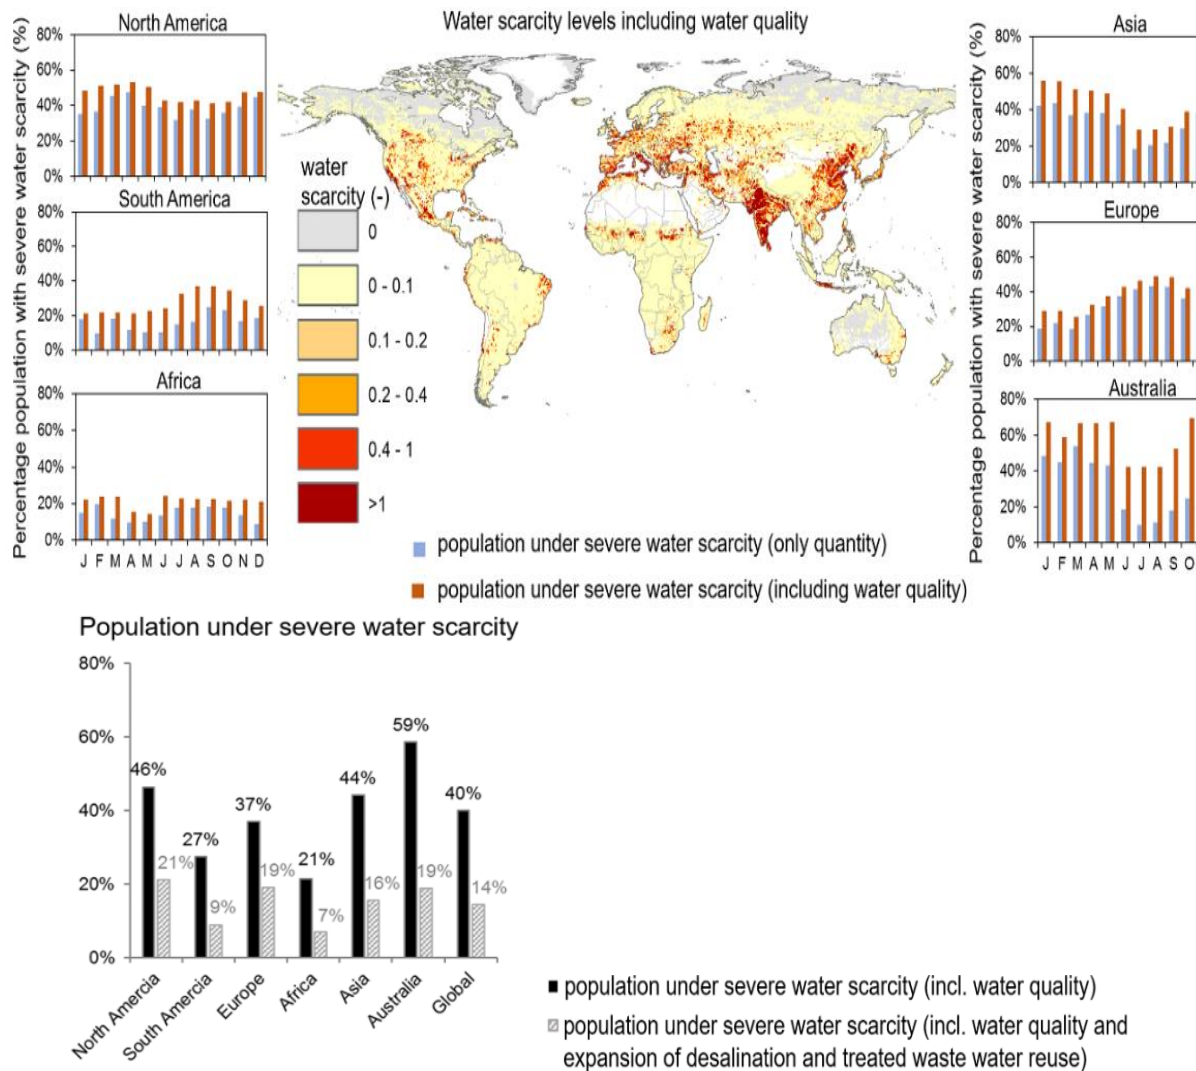 Water scarcity levels including water quality
Percentage population with severe water scarcity (%)
North America
80%
60%
40%
20%
0%
South America
80%
60%
40%
20%
0%
Africa
80%
60%
40%
20%
0%
J F M A M J J A S O N D
water
scarcity (-)
0
0 - 0.1
0.1 - 0.2
0.2 - 0.4
0.4 - 1
>1
Percentage population with severe water scarcity (%)
Asia
80%
60%
40%
20%
0%
Europe
80%
60%
40%
20%
0%
Australia
80%
60%
40%
20%
0%
J F M A M J J A S O
population under severe water scarcity (only quantity)
population under severe water scarcity (including water quality)
Population under severe water scarcity
80%
60%
40%
20%
0%
46%
21%
27%
9%
37%
19%
21%
7%
44%
16%
59%
19%
40%
14%
North Amercia
South Amercia
Europe
Africa
Asia
Australia
Global
population under severe water scarcity (incl. water quality)
population under severe water scarcity (incl. water quality and
expansion of desalination and treated waste water reuse)